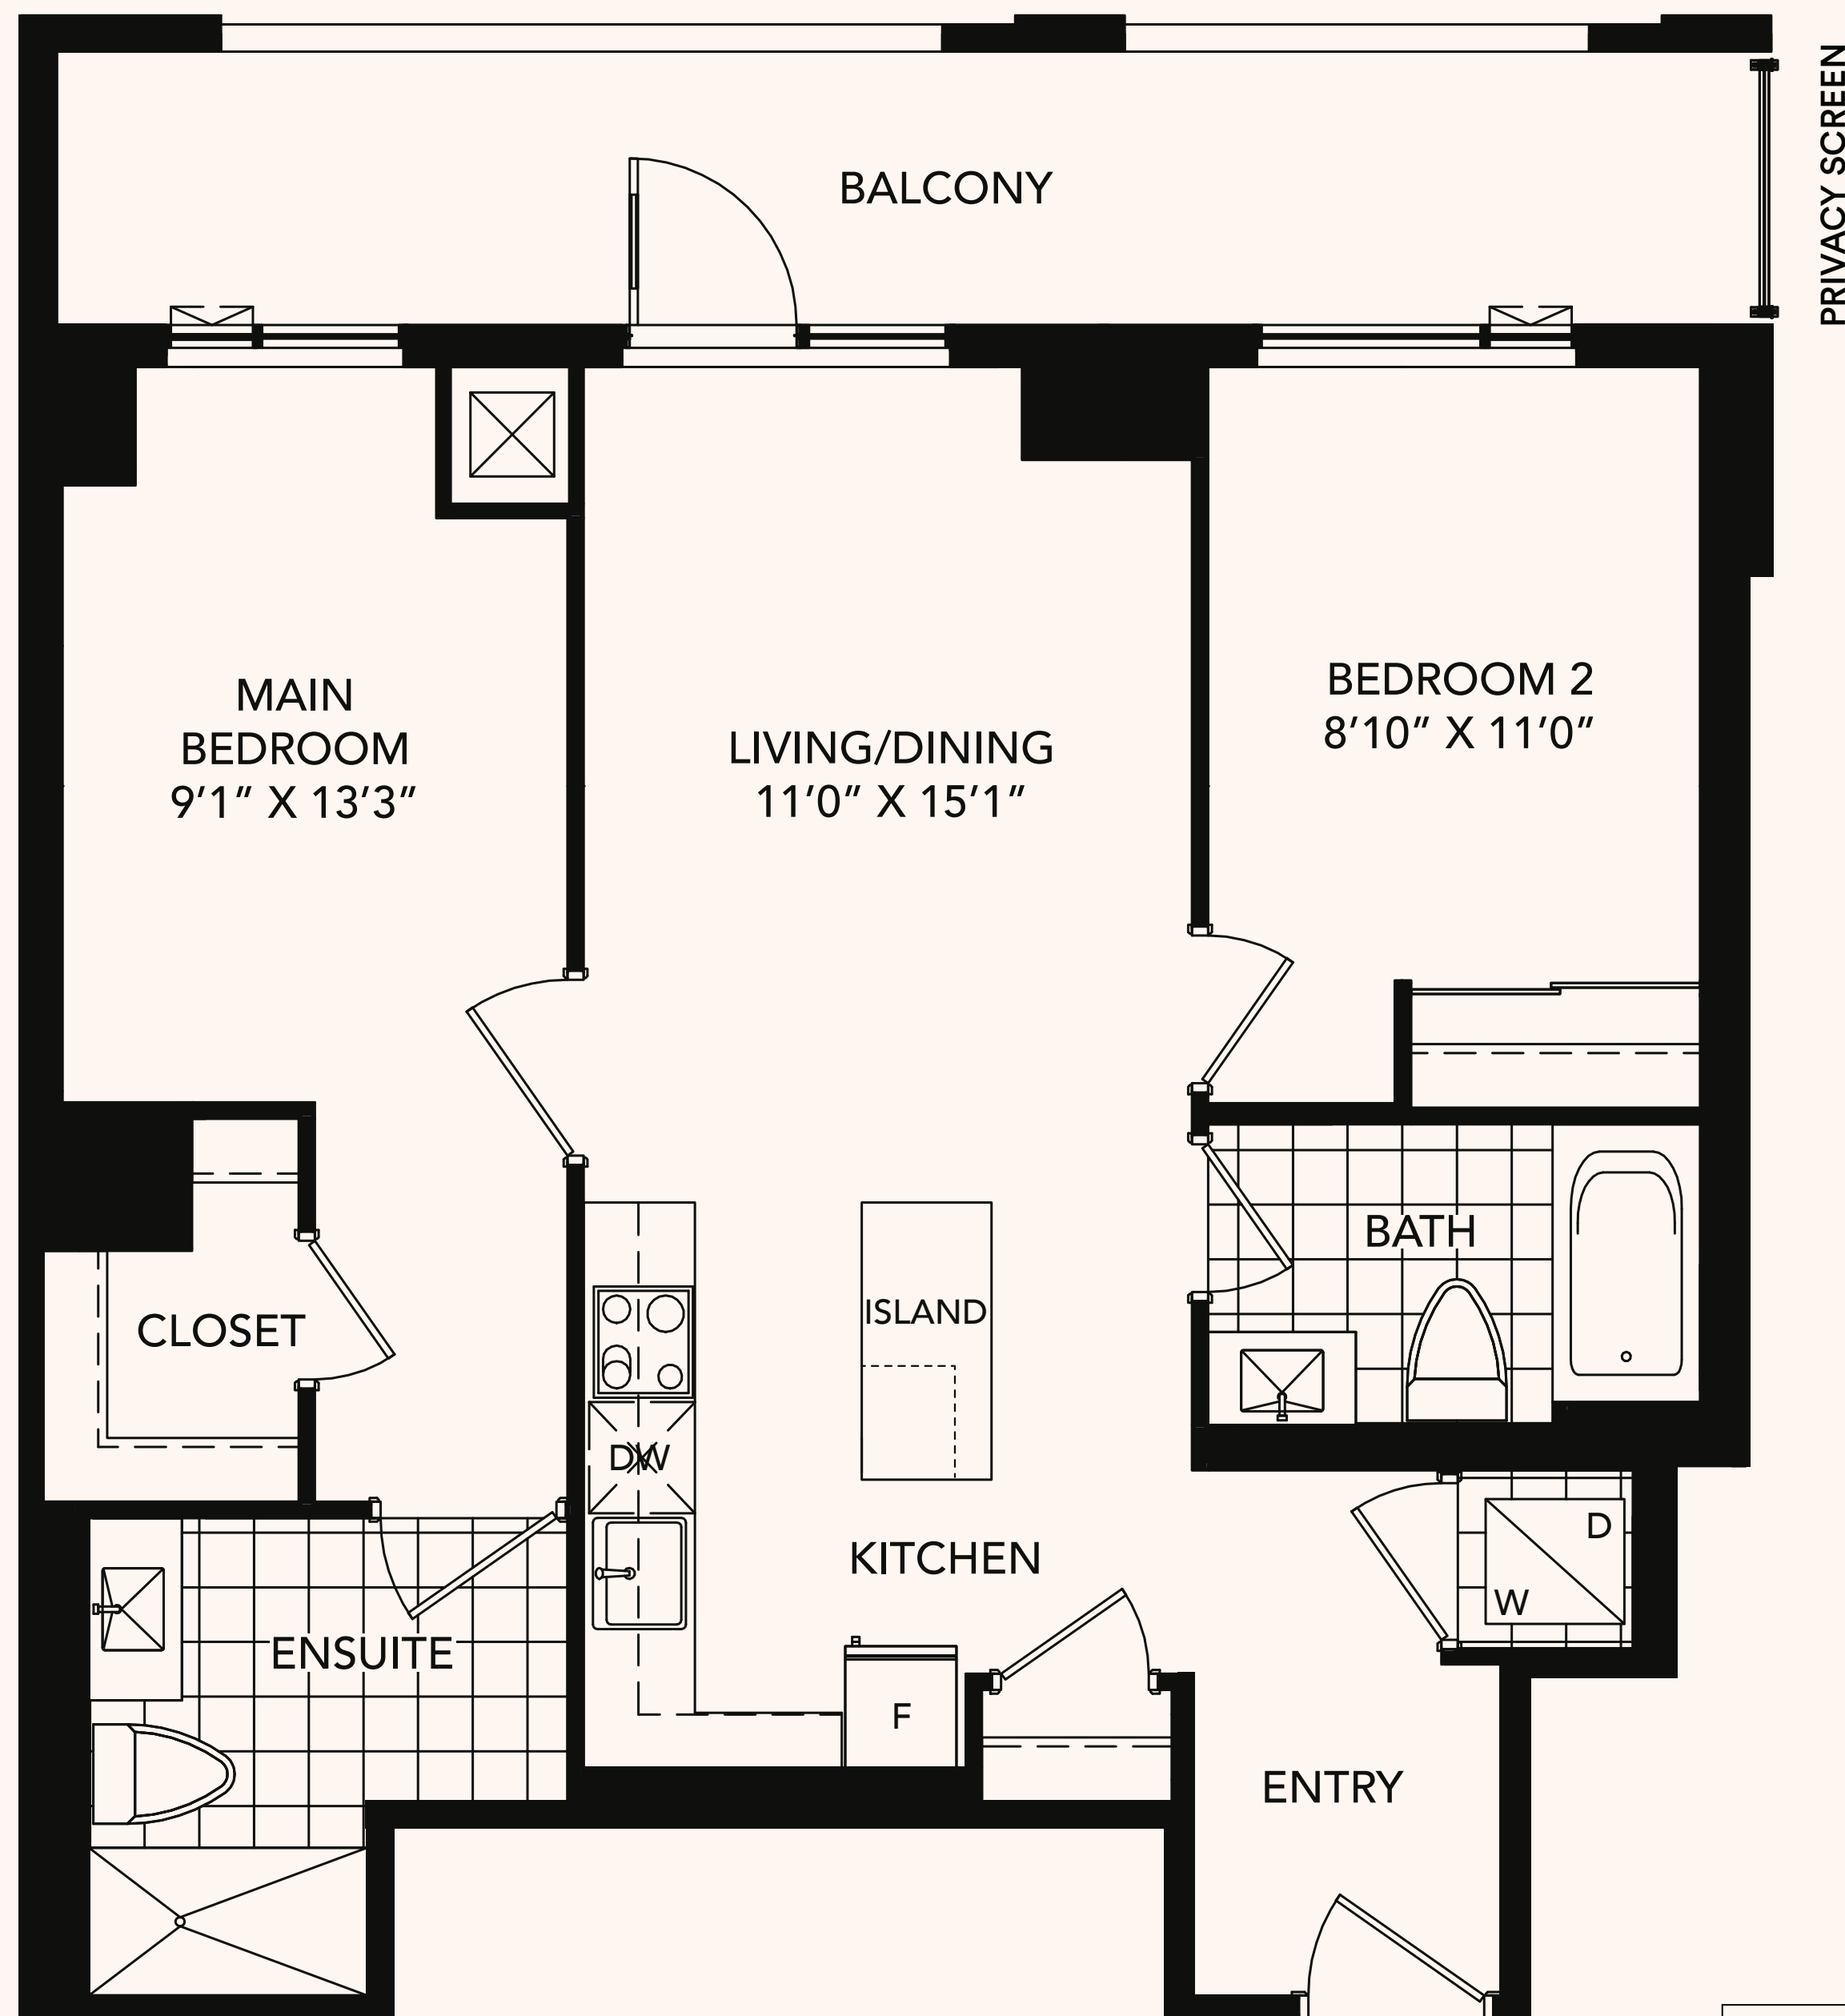 PRIVACY SCREEN
BALCONY
MAIN
BEDROOM
9’1” X 13’3”
LIVING/DINING
11’0” X 15’1”
BEDROOM 2
8’10” X 11’0”
BATH
CLOSET
ISLAND
DW
KITCHEN
D
W
ENSUITE
F
ENTRY